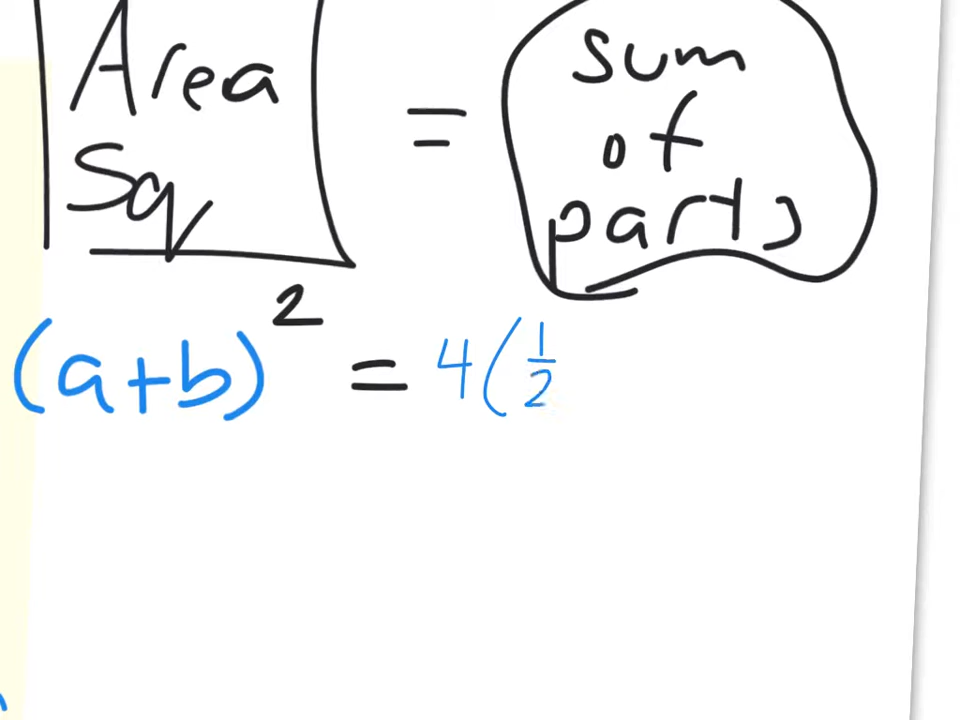 Area = sum
Sq of
parts
(a+b)² = 4(½